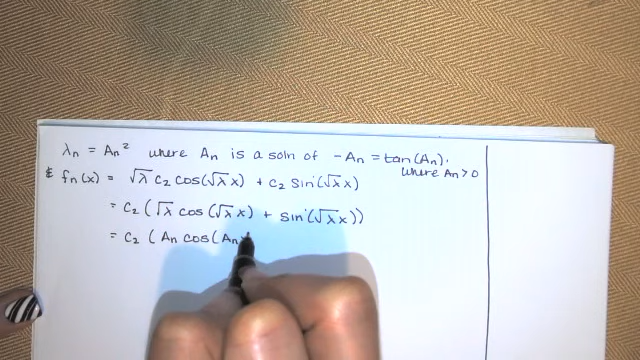 λn = An² where An is a soln of -An = tan(An).
where An > 0
& fn(x) = √λ c₂ cos(√λ x) + c₂ sin(√λ x)
= c₂ (√λ cos (√λ x) + sin(√λ x))
= c₂ ( An cos(An